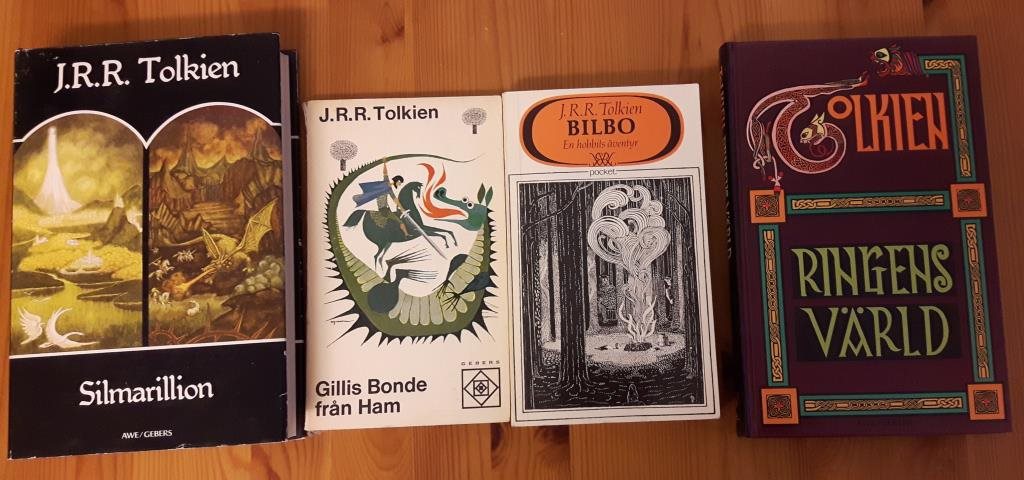 J.R.R. Tolkien
Silmarillion
AWE/GEBERS
J.R.R. Tolkien
GEBERS
Gillis Bonde
från Ham
J.R.R. Tolkien
BILBO
En hobbits äventyr
pocket.
TOLKIEN
RINGENS
VÄRLD